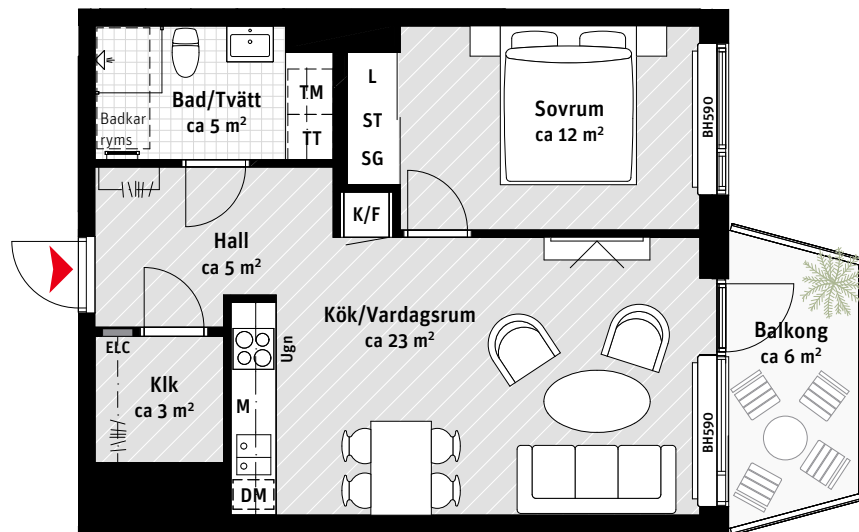 Bad/Tvätt
ca 5 m²
Badkar
ryms
TM
TT
L
ST
SG
Sovrum
ca 12 m²
BH590
K/F
Hall
ca 5 m²
ELC
Klk
ca 3 m²
Ugn
M
DM
Kök/Vardagsrum
ca 23 m²
Balkong
ca 6 m²
BH590